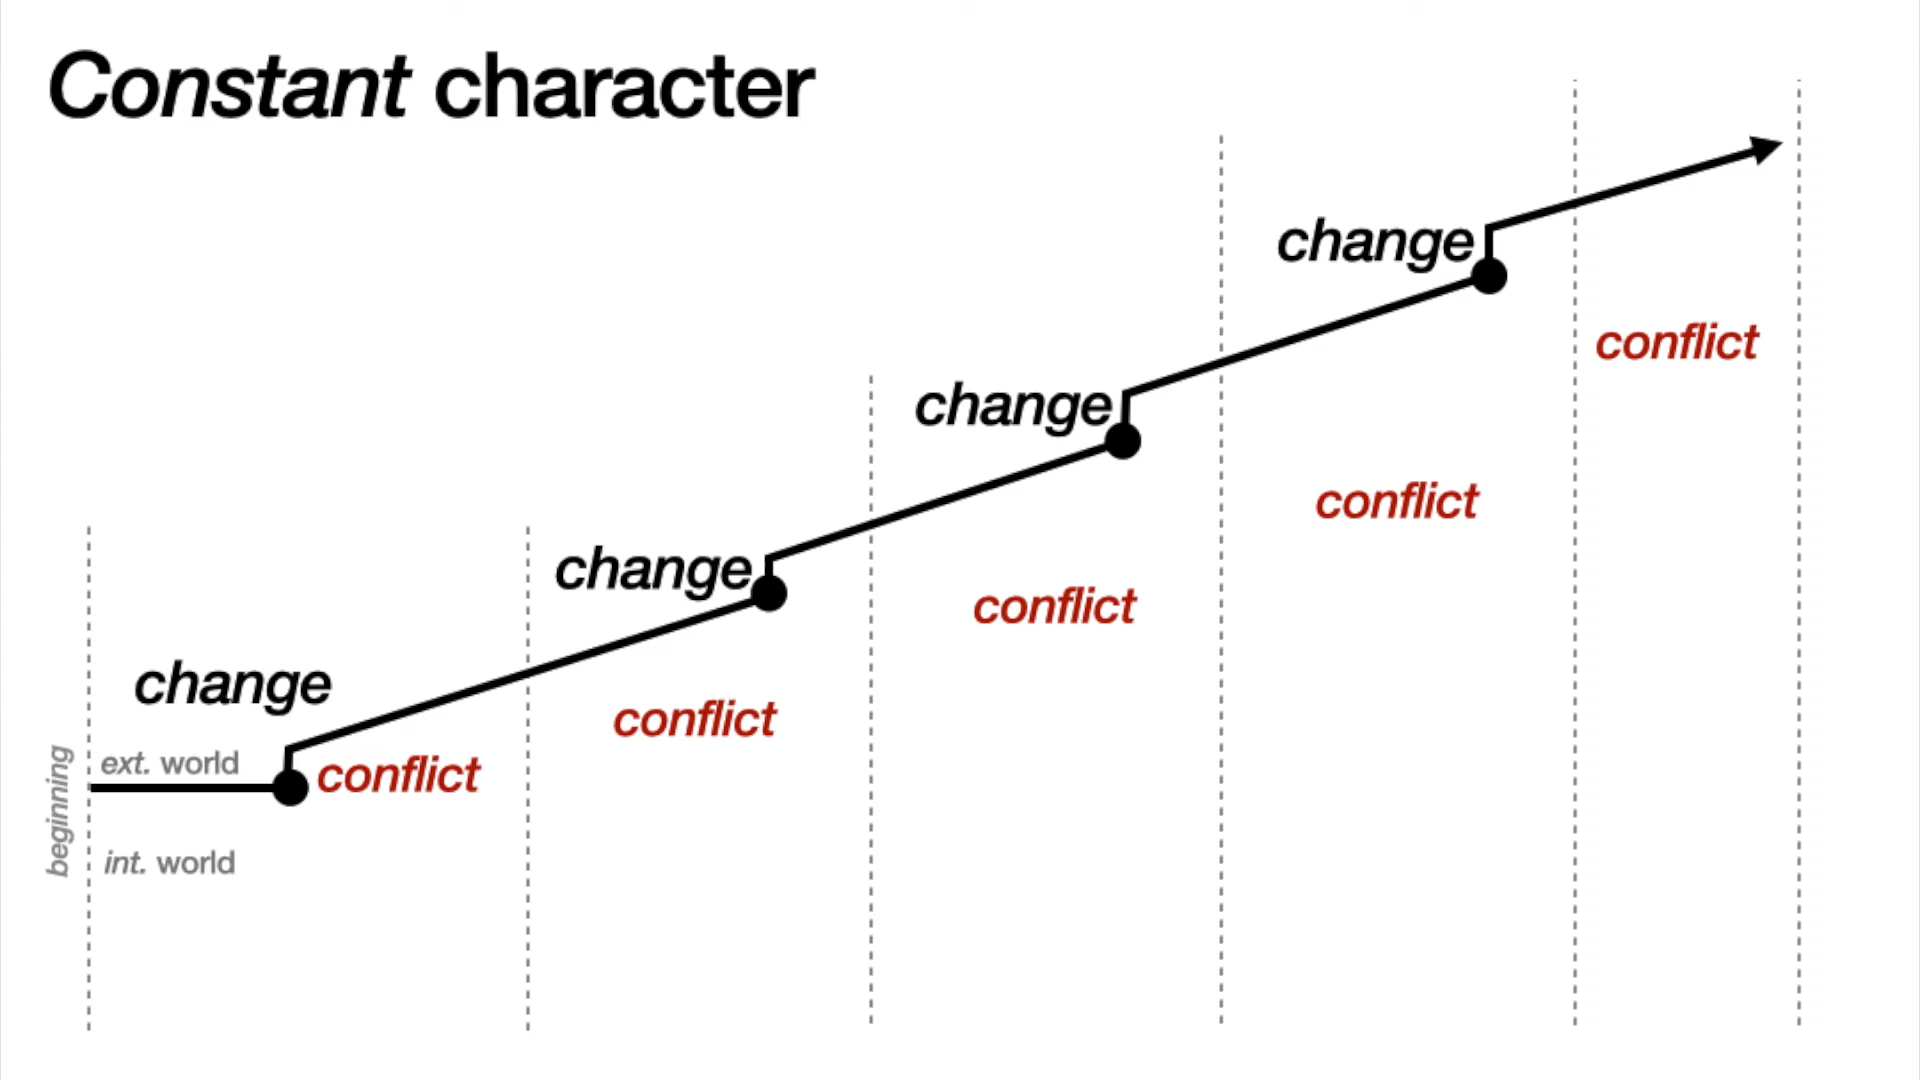 Constant character
change
conflict
change
conflict
change
conflict
change
conflict
change
ext. world
conflict
beginning
int. world